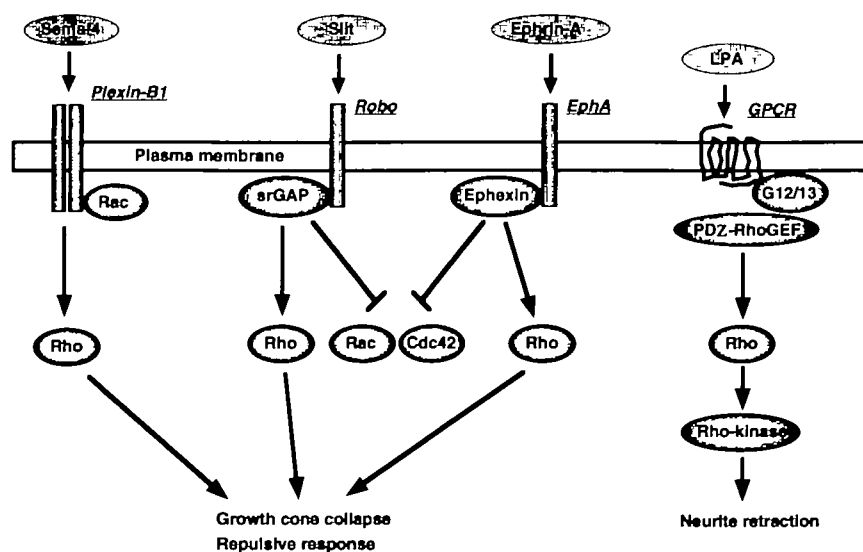 Sema4 Slit Ephrin-A LPA
Plexin-B1 Robo EphA GPCR
Plasma membrane
Rac srGAP Ephexin G12/13
PDZ-RhoGEF
Rho Rho Rac Cdc42 Rho Rho
Rho-kinase
Growth cone collapse Neurite retraction
Repulsive response